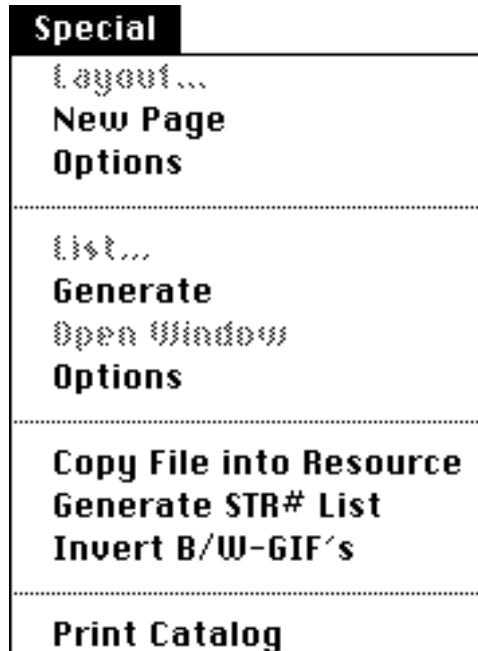 Special
Layout...
New Page
Options
List...
Generate
Open Window
Options
Copy File into Resource
Generate STR# List
Invert B/W-GIF´s
Print Catalog